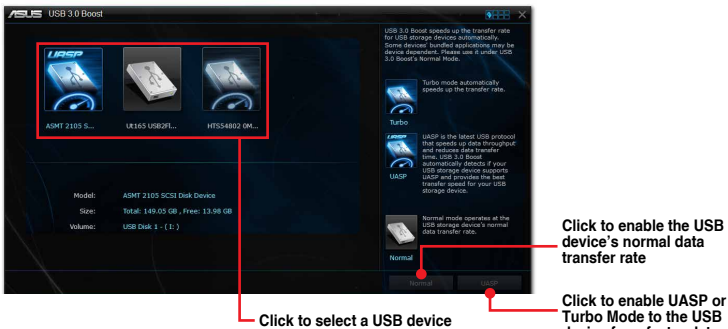 ASUS USB 3.0 Boost
UASP
ASMT 2105 S...
Ut165 USB2Fl...
HTS54802 0M...
Model: ASMT 2105 SCSI Disk Device
Size: Total: 149.05 GB , Free: 13.98 GB
Volume: USB Disk 1 - ( I: )
USB 3.0 Boost speeds up the transfer rate
for USB storage devices automatically.
Some devices' bundled applications may be
device dependent. Please use it under USB
3.0 Boost's Normal Mode.
Turbo mode automatically
speeds up the transfer rate.
Turbo
UASP
UASP is the latest USB protocol
that speeds up data throughput
and reduces data transfer
time. USB 3.0 Boost
automatically detects if your
USB storage device supports
UASP and provides the best
transfer speed for your USB
storage device.
UASP
Normal mode operates at the
USB storage device's normal
data transfer rate.
Normal
Normal
UASP
Click to select a USB device
Click to enable the USB
device's normal data
transfer rate
Click to enable UASP or
Turbo Mode to the USB